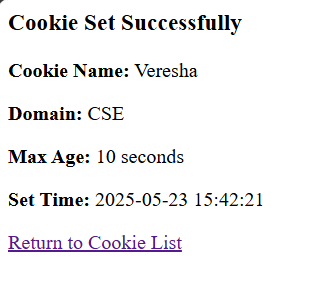 Cookie Set Successfully
Cookie Name: Veresha
Domain: CSE
Max Age: 10 seconds
Set Time: 2025-05-23 15:42:21
Return to Cookie List